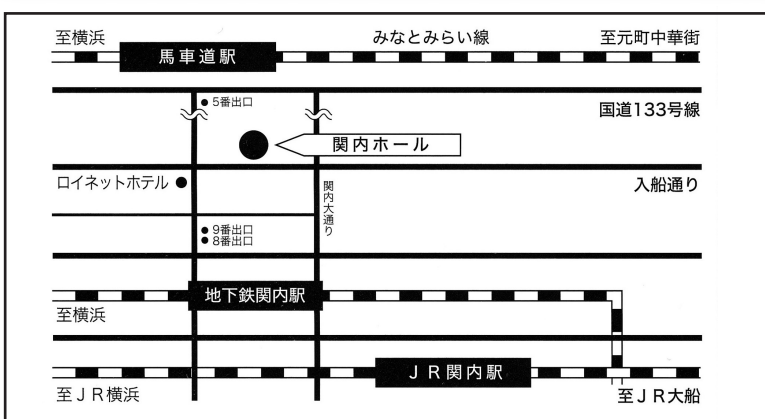 至横浜
馬車道駅
みなとみらい線
至元町中華街
5番出口
国道133号線
関内ホール
ロイネットホテル
関内大通り
入船通り
9番出口
8番出口
地下鉄関内駅
至横浜
JR関内駅
至JR横浜
至JR大船